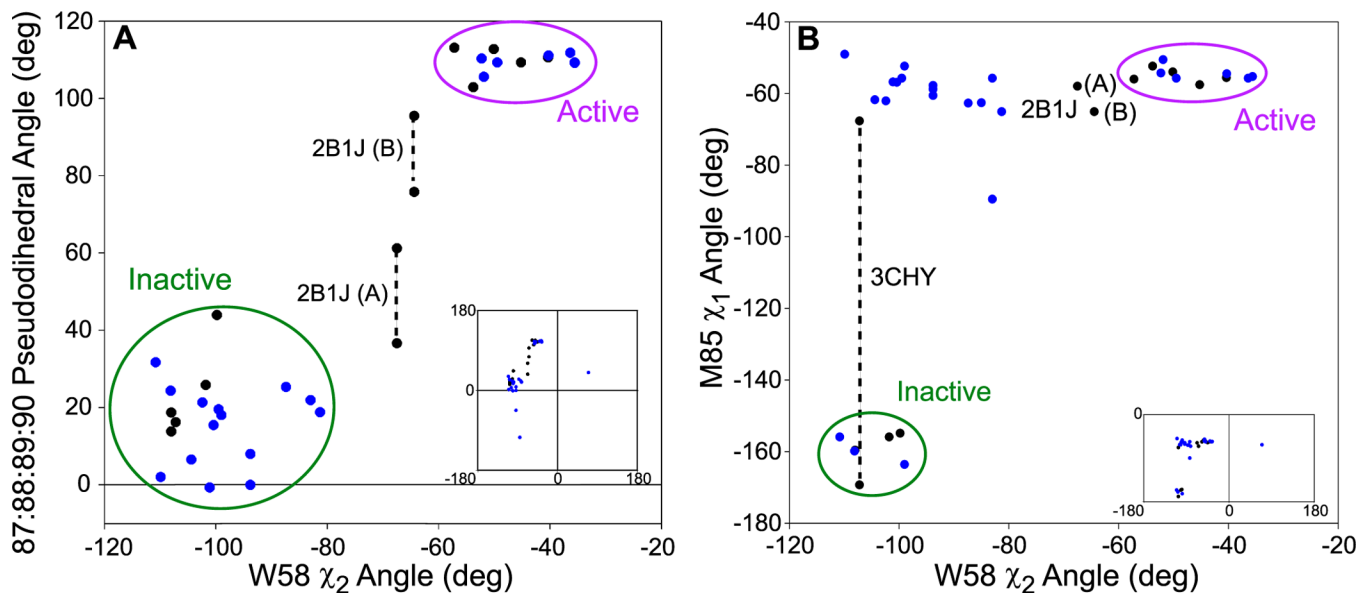 A
87:88:89:90 Pseudodihedral Angle (deg)
120
100
80
60
40
20
0
Active
2B1J (B)
2B1J (A)
Inactive
180
0
-180
0
180
-120
-100
-80
-60
-40
-20
W58 χ2 Angle (deg)
B
M85 χ1 Angle (deg)
-40
-60
-80
-100
-120
-140
-160
-180
(A)
2B1J (B)
Active
3CHY
Inactive
0
-180
0
180
-120
-100
-80
-60
-40
-20
W58 χ2 Angle (deg)